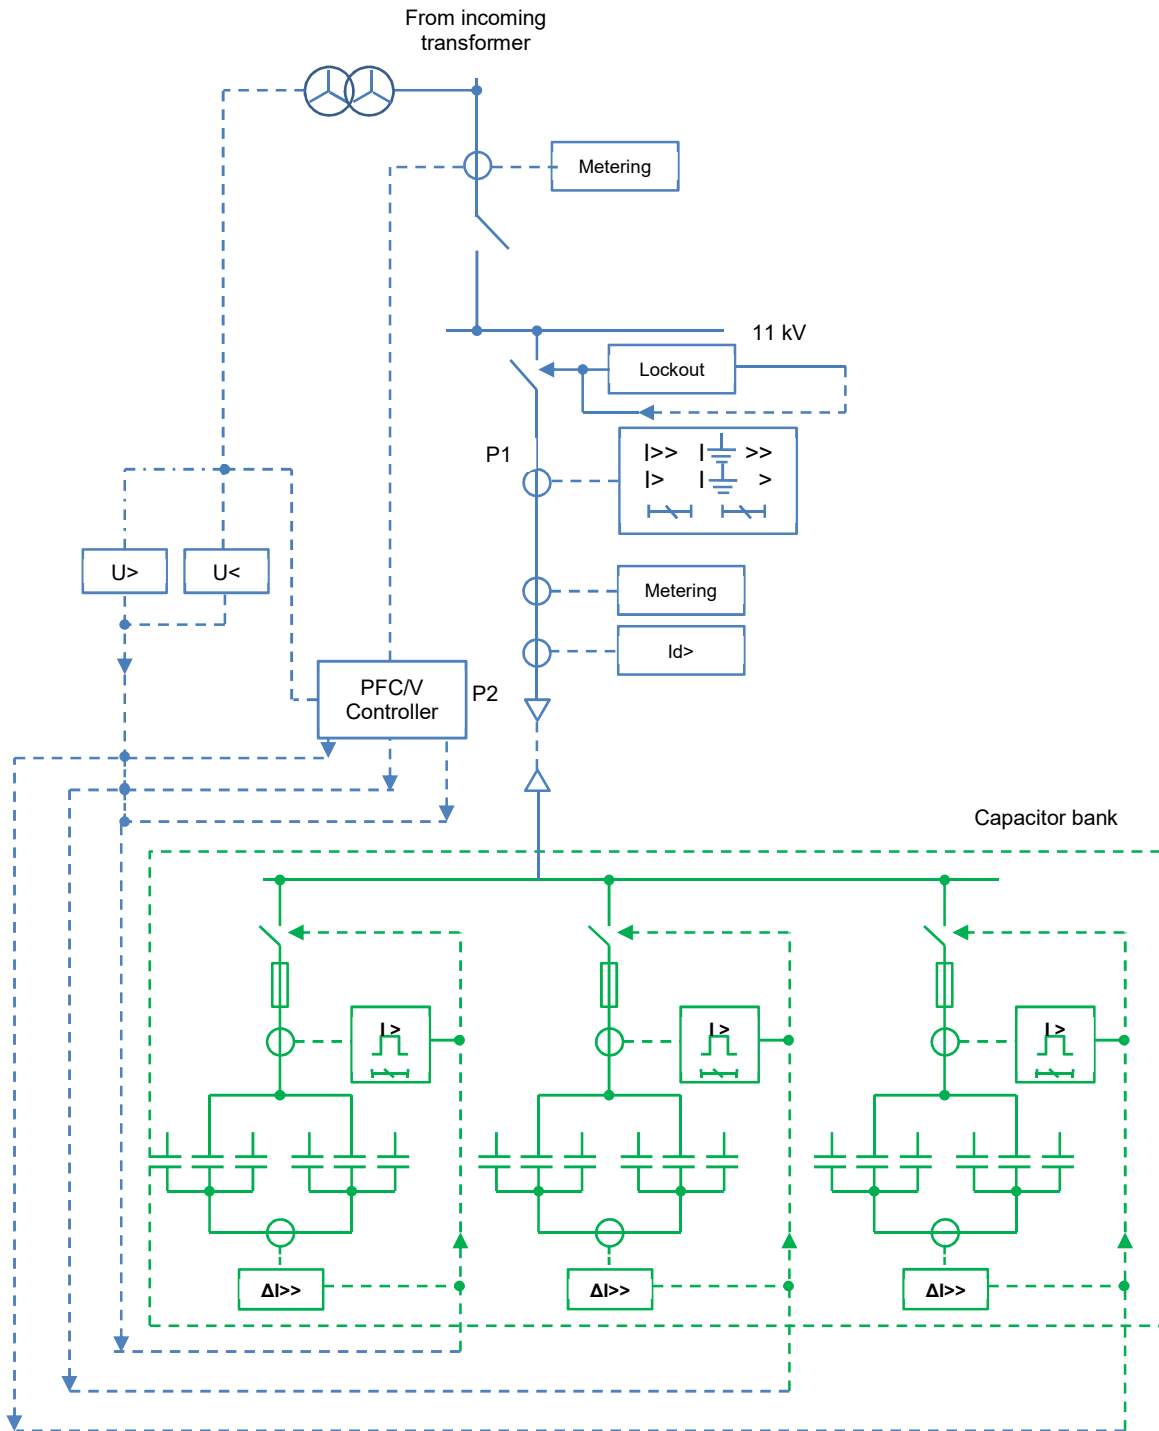 From incoming
transformer
Metering
11 kV
Lockout
P1
I>> I >>
I> I >
U>
U<
Metering
Id>
PFC/V
Controller
P2
Capacitor bank
I >
I >
I >
ΔI>>
ΔI>>
ΔI>>